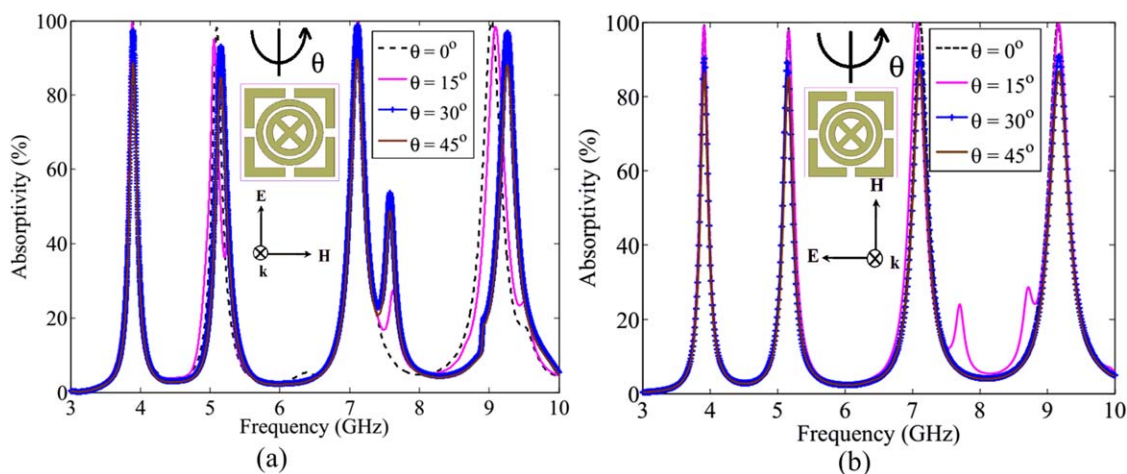 100
80
60
40
20
0
Absorptivity (%)
3 4 5 6 7 8 9 10
Frequency (GHz)
θ
θ = 0°
θ = 15°
θ = 30°
θ = 45°
E
H
k
(a)
100
80
60
40
20
0
Absorptivity (%)
3 4 5 6 7 8 9 10
Frequency (GHz)
θ
θ = 0°
θ = 15°
θ = 30°
θ = 45°
H
E
k
(b)